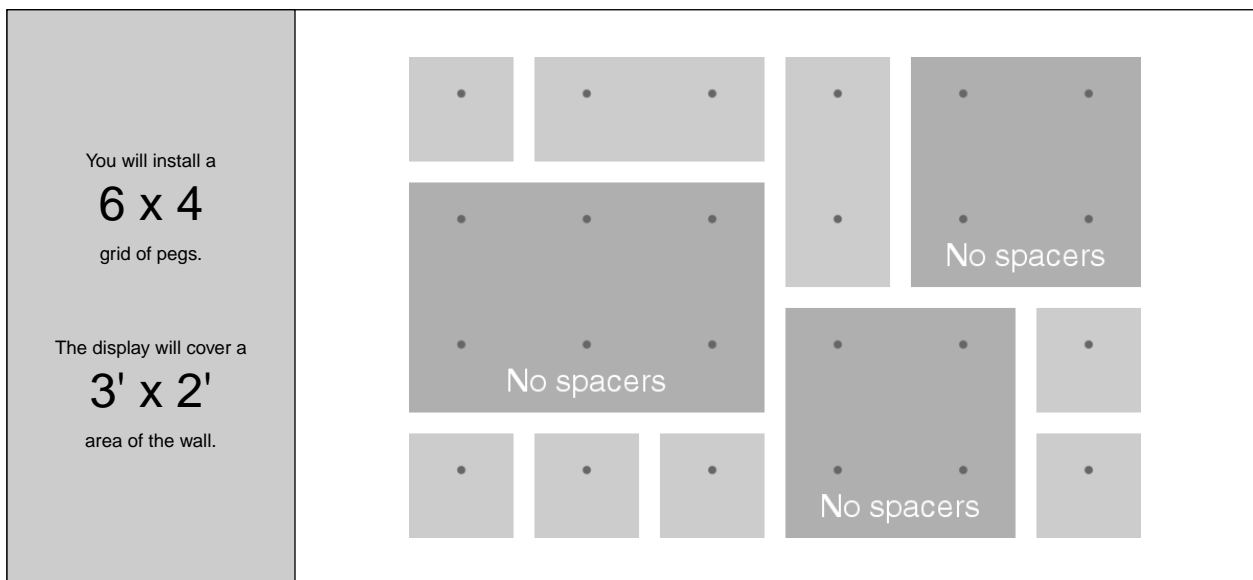 You will install a
6 x 4
grid of pegs.
The display will cover a
3' x 2'
area of the wall.
No spacers
No spacers
No spacers